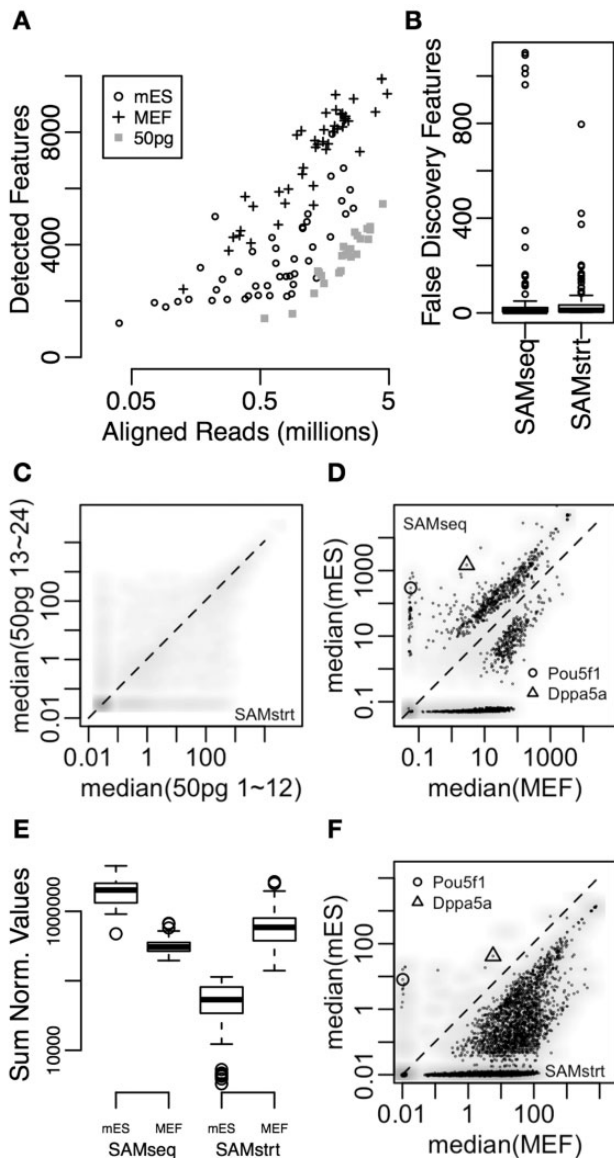 A
Detected Features
0 4000 8000
mES
MEF
50pg
0.05 0.5 5
Aligned Reads (millions)
B
False Discovery Features
0 400 800
SAMseq
SAMstrt
C
median(50pg 13~24)
0.01 1 100
SAMstrt
0.01 1 100
median(50pg 1~12)
D
median(mES)
0.1 10 1000
SAMseq
Pou5f1
Dppa5a
0.1 10 1000
median(MEF)
E
Sum Norm. Values
10000 1000000
mES MEF mES MEF
SAMseq SAMstrt
F
median(mES)
0.01 1 100
Pou5f1
Dppa5a
SAMstrt
0.01 1 100
median(MEF)